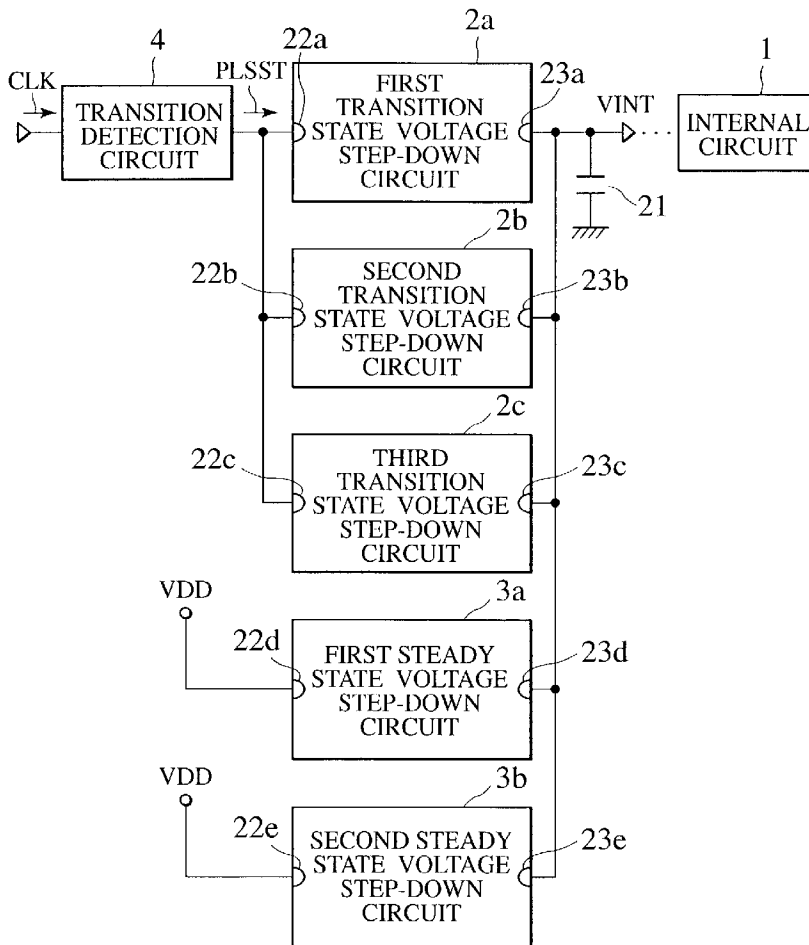 4
CLK
TRANSITION
DETECTION
CIRCUIT
PLSST
22a
2a
FIRST
TRANSITION
STATE VOLTAGE
STEP-DOWN
CIRCUIT
23a
VINT
1
INTERNAL
CIRCUIT
21
2b
22b
SECOND
TRANSITION
STATE VOLTAGE
STEP-DOWN
CIRCUIT
23b
2c
22c
THIRD
TRANSITION
STATE VOLTAGE
STEP-DOWN
CIRCUIT
23c
VDD
3a
22d
FIRST STEADY
STATE VOLTAGE
STEP-DOWN
CIRCUIT
23d
VDD
3b
22e
SECOND STEADY
STATE VOLTAGE
STEP-DOWN
CIRCUIT
23e